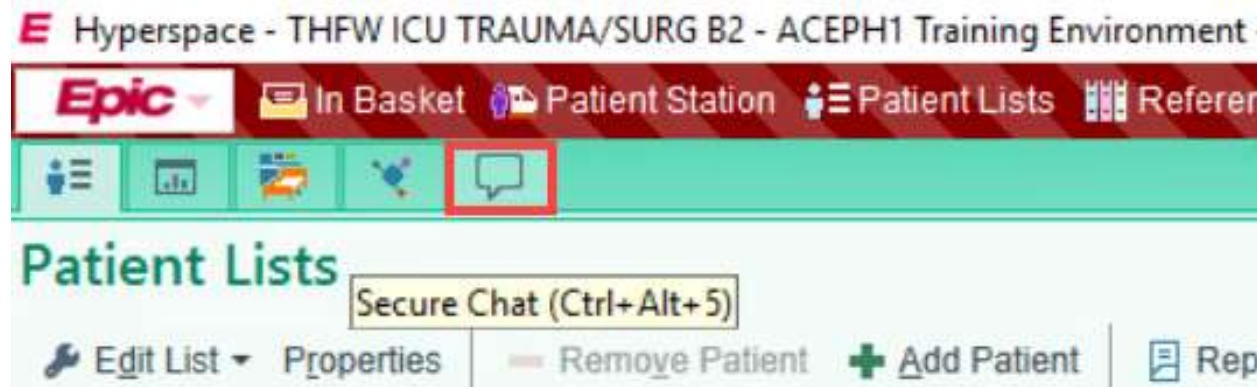 E Hyperspace - THFW ICU TRAUMA/SURG B2 - ACEPH1 Training Environment -
Epic In Basket Patient Station Patient Lists
Patient Lists
Secure Chat (Ctrl+Alt+5)
Edit List Properties Remove Patient Add Patient